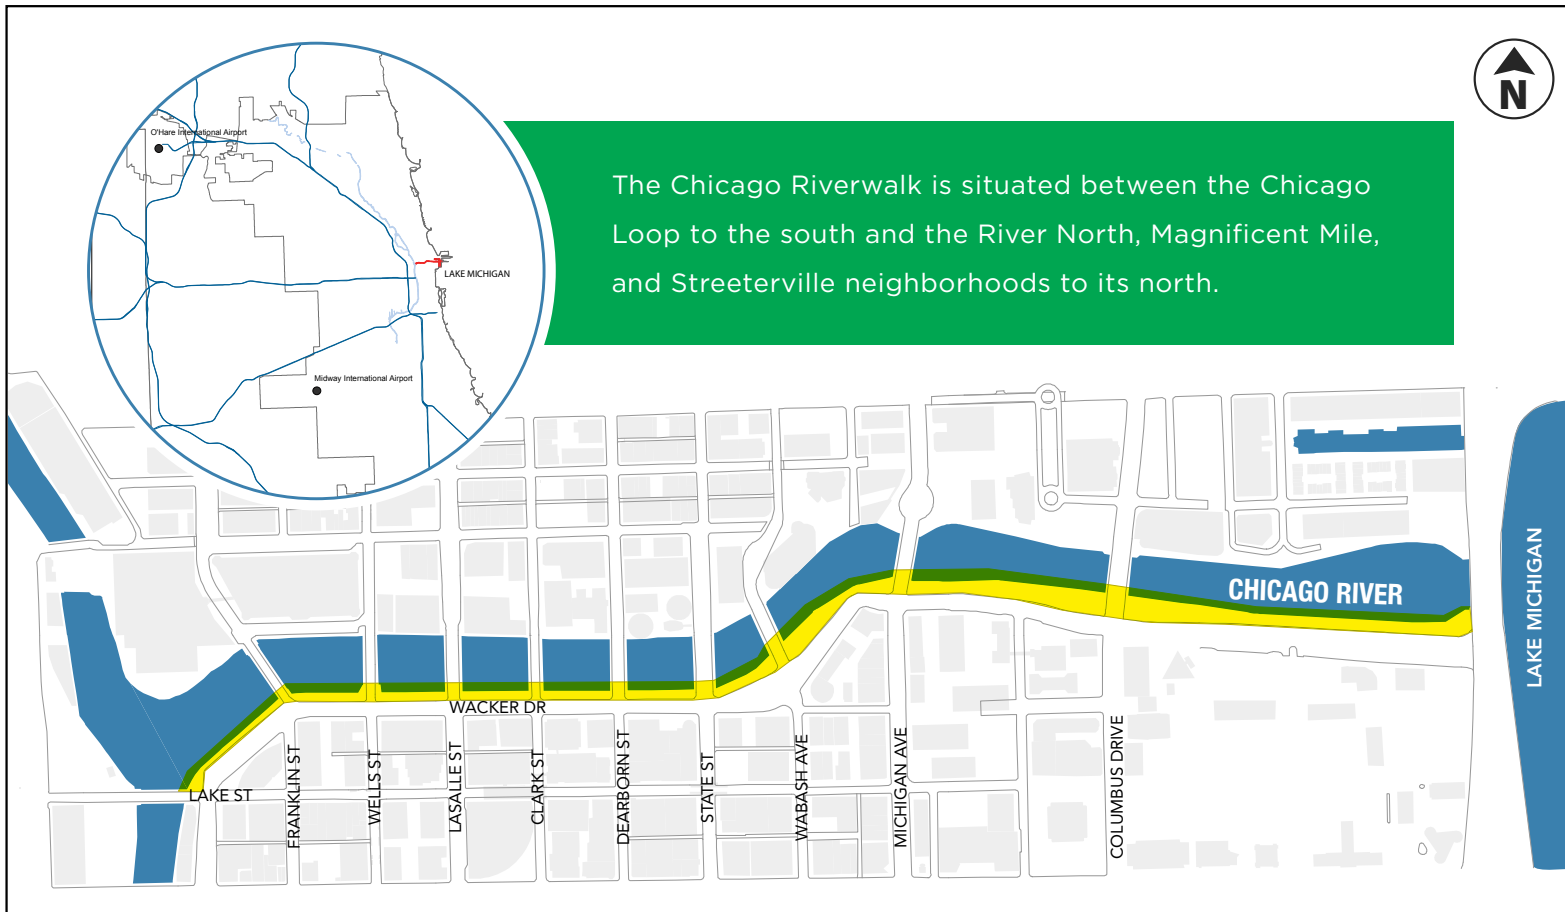 N
O'Hare International Airport
The Chicago Riverwalk is situated between the Chicago
Loop to the south and the River North, Magnificent Mile,
and Streeterville neighborhoods to its north.
LAKE MICHIGAN
Midway International Airport
CHICAGO RIVER
LAKE MICHIGAN
WACKER DR
LAKE ST
FRANKLIN ST
WELLS ST
LASALLE ST
CLARK ST
DEARBORN ST
STATE ST
WABASH AVE
MICHIGAN AVE
COLUMBUS DRIVE